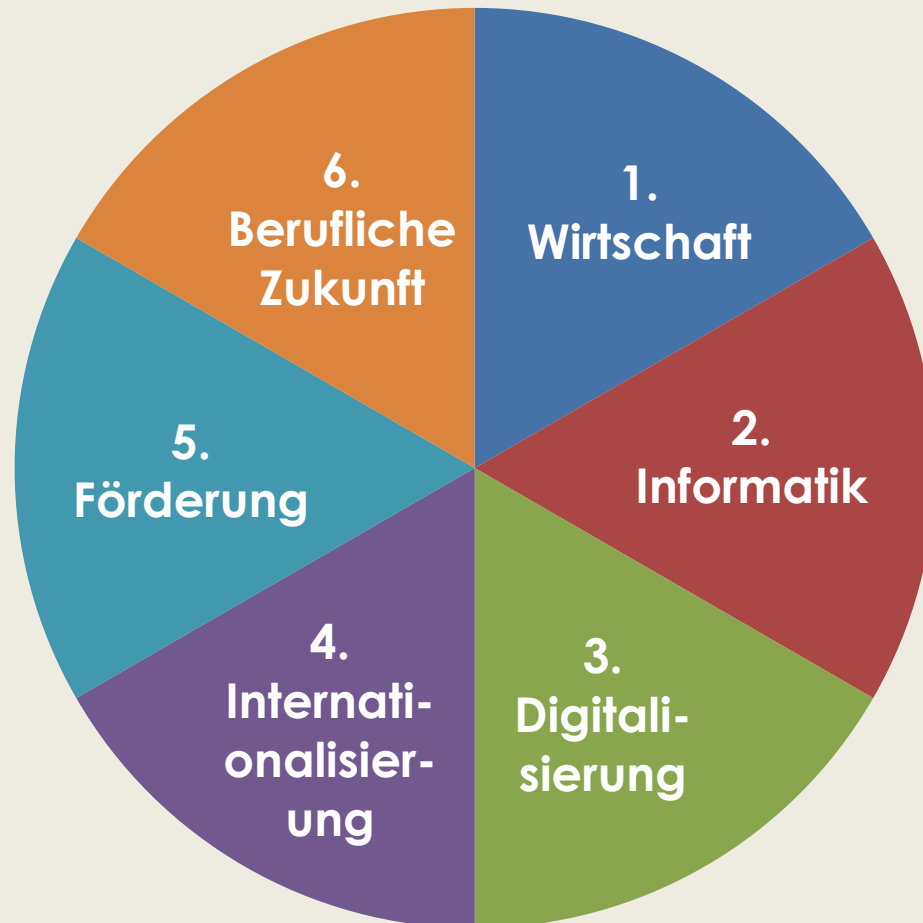 1.
Wirtschaft
2.
Informatik
3.
Digitali-
sierung
4.
Internati-
onalisier-
ung
5.
Förderung
6.
Berufliche
Zukunft